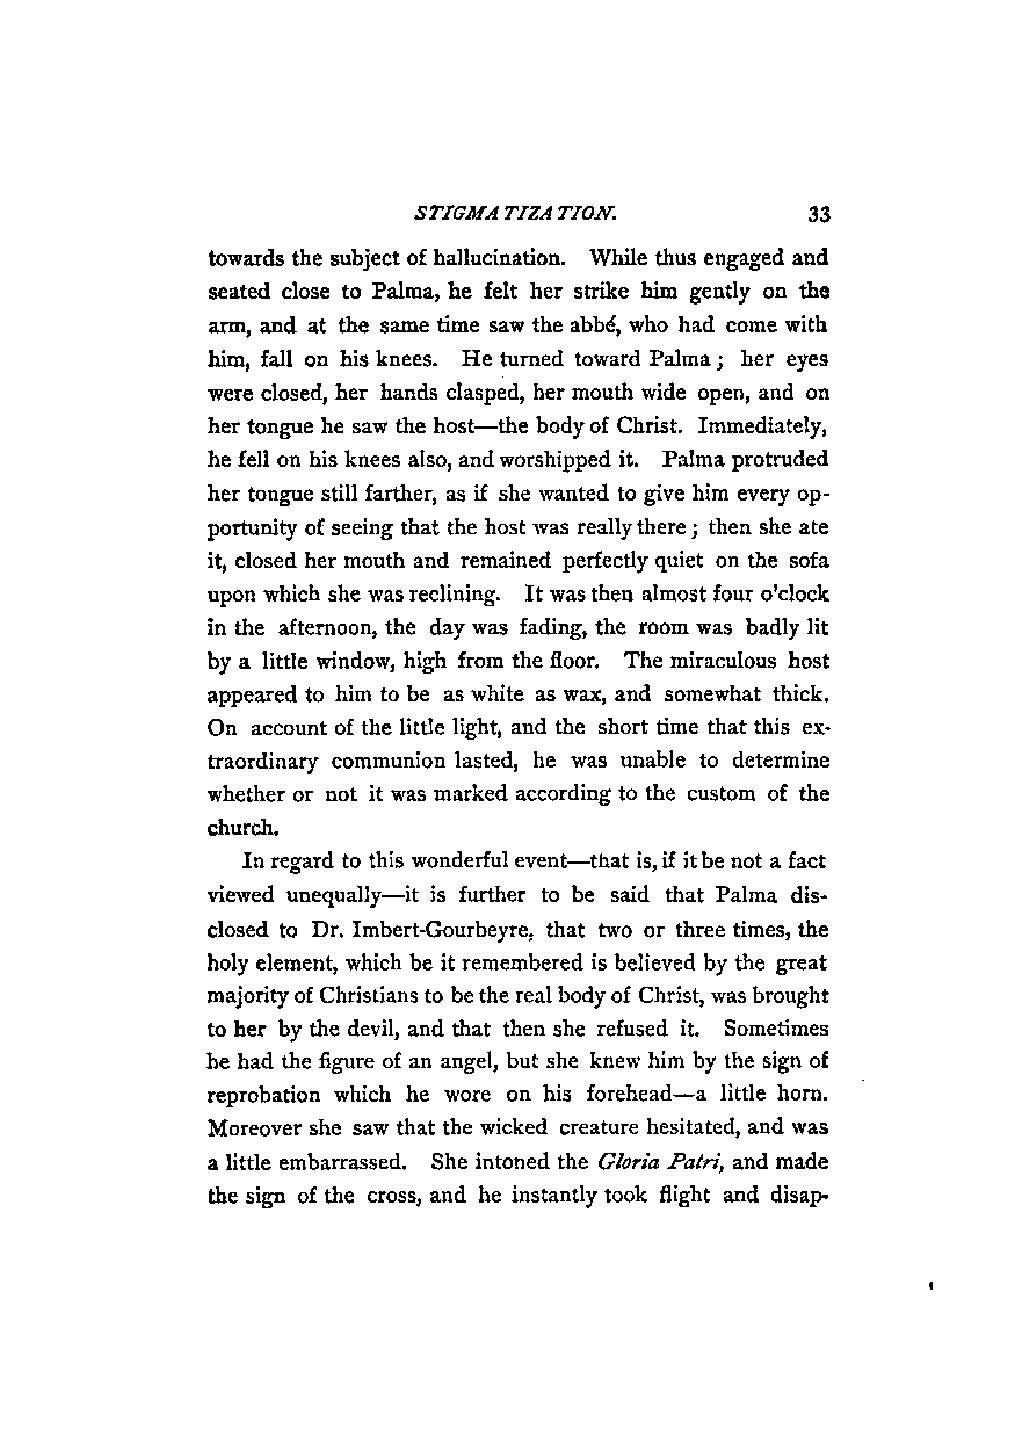 STIGMATIZATION. 33
towards the subject of hallucination. While thus engaged and
seated close to Palma, he felt her strike him gently on the
arm, and at the same time saw the abbé, who had come with
him, fall on his knees. He turned toward Palma; her eyes
were closed, her hands clasped, her mouth wide open, and on
her tongue he saw the host—the body of Christ. Immediately,
he fell on his knees also, and worshipped it. Palma protruded
her tongue still farther, as if she wanted to give him every op-
portunity of seeing that the host was really there; then she ate
it, closed her mouth and remained perfectly quiet on the sofa
upon which she was reclining. It was then almost four o'clock
in the afternoon, the day was fading, the room was badly lit
by a little window, high from the floor. The miraculous host
appeared to him to be as white as wax, and somewhat thick.
On account of the little light, and the short time that this ex-
traordinary communion lasted, he was unable to determine
whether or not it was marked according to the custom of the
church.
In regard to this wonderful event—that is, if it be not a fact
viewed unequally—it is further to be said that Palma dis-
closed to Dr. Imbert-Gourbeyre, that two or three times, the
holy element, which be it remembered is believed by the great
majority of Christians to be the real body of Christ, was brought
to her by the devil, and that then she refused it. Sometimes
he had the figure of an angel, but she knew him by the sign of
reprobation which he wore on his forehead—a little horn.
Moreover she saw that the wicked creature hesitated, and was
a little embarrassed. She intoned the Gloria Patri, and made
the sign of the cross, and he instantly took flight and disap-